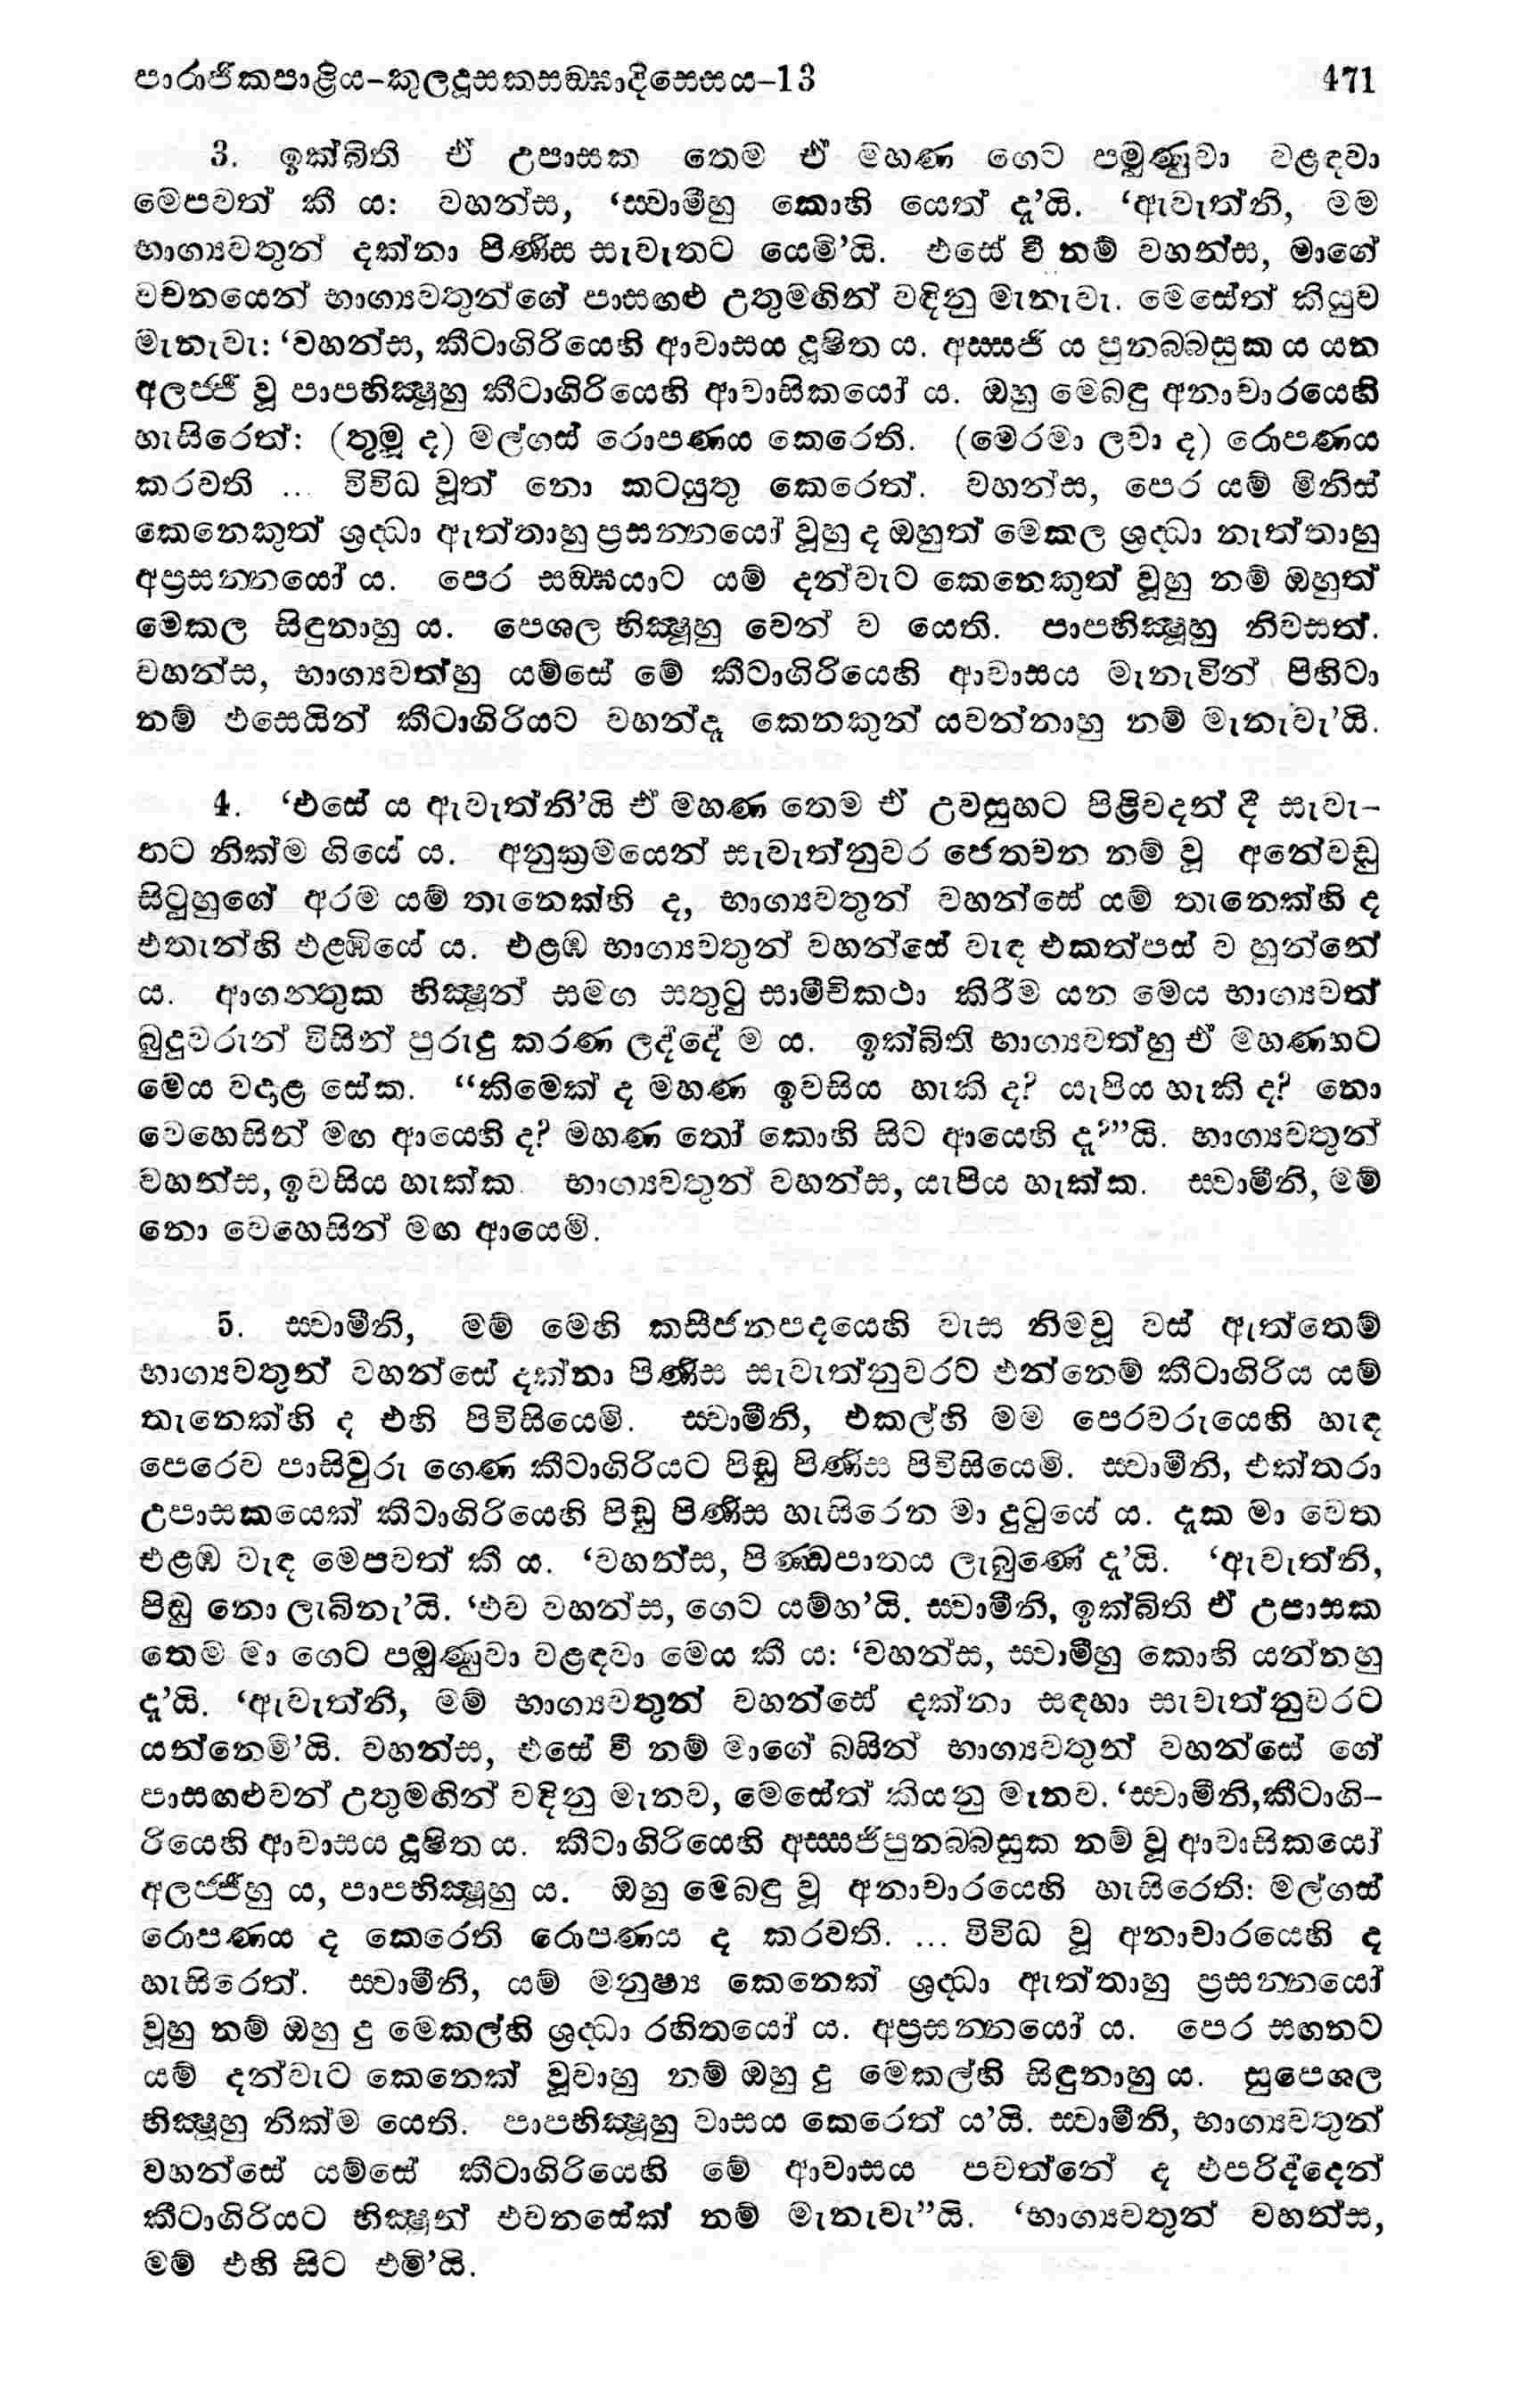 පාරාජිකපාළිය-කුලදූසකසඞ්ඝාදිසෙසය-13 471
3. ඉක්බිති ඒ උපාසක තෙම ඒ මහණ ගෙට පමුණුවා වළඳවා
මෙපවත් කී ය: වහන්ස, ‘ස්වාමීහු කොහි යෙත් දැ’යි. ‘ඇවැත්නි, මම
භාග්‍යවතුන් දක්නා පිණිස සැවැතට යෙමි’යි. එසේ වී නම් වහන්ස, මාගේ
වචනයෙන් භාග්‍යවතුන්ගේ පාසඟළු උතුමඟින් වඳිනු මැනැවැ. මෙසේත් කියුව
මැනැවැ: ‘වහන්ස, කීටාගිරියෙහි ආවාසය දූෂිත ය. අස්සජි ය පුනබ්බසුක ය යන
අලජ්ජී වූ පාපභික්‍ෂූහු කීටාගිරියෙහි ආවාසිකයෝ ය. ඔහු මෙබඳු අනාචාරයෙහි
හැසිරෙත්: (තුමූ ද) මල්ගස් රොපණය කෙරෙති. (මෙරමා ලවා ද) රොපණය
කරවති ... විවිධ වූත් නො කටයුතු කෙරෙත්. වහන්ස, පෙර යම් මිනිස්
කෙනෙකුත් ශ්‍රද්ධා ඇත්තාහු ප්‍රසන්නයෝ වූහු ද ඔහුත් මෙකල ශ්‍රද්ධා නැත්තාහු
අප්‍රසන්නයෝ ය. පෙර සඞ්ඝයාට යම් දන්වැට කෙනෙකුත් වූහු නම් ඔහුත්
මෙකල සිඳුනාහු ය. පෙශල භික්‍ෂූහු වෙන් ව යෙති. පාපභික්‍ෂූහු නිවසත්.
වහන්ස, භාග්‍යවත්හු යම්සේ මේ කීටාගිරියෙහි ආවාසය මැනැවින් පිහිටා
නම් එසෙයින් කීටාගිරියට වහන්දෑ කෙනකුන් යවන්නාහු නම් මැනැවැ’යි.
4. ‘එසේ ය ඇවැත්නි’යි ඒ මහණ තෙම ඒ උවසුහට පිළිවදන් දී සැවැ-
තට නික්ම ගියේ ය. අනුක්‍රමයෙන් සැවැත්නුවර ජෙතවන නම් වූ අනේවඩු
සිටුහුගේ අරම යම් තැනෙක්හි ද, භාග්‍යවතුන් වහන්සේ යම් තැනෙක්හි ද
එතැන්හි එළඹියේ ය. එළඹ භාග්‍යවතුන් වහන්සේ වැඳ එකත්පස් ව හුන්නේ
ය. ආගන්තුක භික්‍ෂූන් සමග සතුටු සාමීචිකථා කිරීම යන මෙය භාග්‍යවත්
බුදුවරුන් විසින් පුරුදු කරණ ලද්දේ ම ය. ඉක්බිති භාග්‍යවත්හු ඒ මහණහට
මෙය වදාළ සේක. “කිමෙක් ද මහණ ඉවසිය හැකි ද? යැපිය හැකි ද? නො
වෙහෙසින් මඟ ආයෙහි ද? මහණ තෝ කොහි සිට ආයෙහි දැ?”යි. භාග්‍යවතුන්
වහන්ස, ඉවසිය හැක්ක. භාග්‍යවතුන් වහන්ස, යැපිය හැක්ක. ස්වාමීනි, මම්
නො වෙහෙසින් මඟ ආයෙමි.
5. ස්වාමීනි, මම් මෙහි කසීජනපදයෙහි වැස නිමවූ වස් ඇත්තෙම්
භාග්‍යවතුන් වහන්සේ දක්නා පිණිස සැවැත්නුවරට එන්නෙම් කීටාගිරිය යම්
තැනෙක්හි ද එහි පිවිසියෙමි. ස්වාමීනි, එකල්හි මම පෙරවරුයෙහි හැඳ
පෙරෙව පාසිවුරු ගෙණ කීටාගිරියට පිඬු පිණිස පිවිසියෙමි. ස්වාමීනි, එක්තරා
උපාසකයෙක් කීටාගිරියෙහි පිඬු පිණිස හැසිරෙන මා දුටුයේ ය. දැක මා වෙත
එළඹ වැඳ මෙපවත් කී ය. ‘වහන්ස, පිණ්ඩපාතය ලැබුණේ දැ’යි. ‘ඇවැත්නි,
පිඬු නො ලැබිනැ’යි. ‘එව වහන්ස, ගෙට යම්හ’යි. ස්වාමීනි, ඉක්බිති ඒ උපාසක
තෙම මා ගෙට පමුණුවා වළඳවා මෙය කී ය: ‘වහන්ස, ස්වාමීහු කොහි යන්නහු
දැ’යි. ‘ඇවැත්නි, මම් භාග්‍යවතුන් වහන්සේ දක්නා සඳහා සැවැත්නුවරට
යන්නෙමි’යි. වහන්ස, එසේ වී නම් මාගේ බසින් භාග්‍යවතුන් වහන්සේ ගේ
පාසඟළුවන් උතුමඟින් වඳිනු මැනව, මෙසේත් කියනු මැනව. ‘ස්වාමීනි, කීටාගි-
රියෙහි ආවාසය දූෂිත ය. කීටාගිරියෙහි අස්සජිපුනබ්බසුක නම් වූ ආවාසිකයෝ
අලජ්ජීහු ය, පාපභික්‍ෂූහු ය. ඔහු මෙබඳු වූ අනාචාරයෙහි හැසිරෙති: මල්ගස්
රොපණය ද කෙරෙති රොපණය ද කරවති. ... විවිධ වූ අනාචාරයෙහි ද
හැසිරෙත්. ස්වාමීනි, යම් මනුෂ්‍ය කෙනෙක් ශ්‍රද්ධා ඇත්තාහු ප්‍රසන්නයෝ
වූහු නම් ඔහු දු මෙකල්හි ශ්‍රද්ධා රහිතයෝ ය. අප්‍රසන්නයෝ ය. පෙර සඟනට
යම් දන්වැට කෙනෙක් වූවාහු නම් ඔහු දු මෙකල්හි සිඳුනාහු ය. සුපෙශල
භික්‍ෂූහු නික්ම යෙති. පාපභික්‍ෂූහු වාසය කෙරෙත් ය’යි. ස්වාමීනි, භාග්‍යවතුන්
වහන්සේ යම්සේ කීටාගිරියෙහි මේ ආවාසය පවත්නේ ද එපරිද්දෙන්
කීටාගිරියට භික්‍ෂූන් එවනසේක් නම් මැනැවැ”යි. ‘භාග්‍යවතුන් වහන්ස,
මම් එහි සිට එමි’යි.